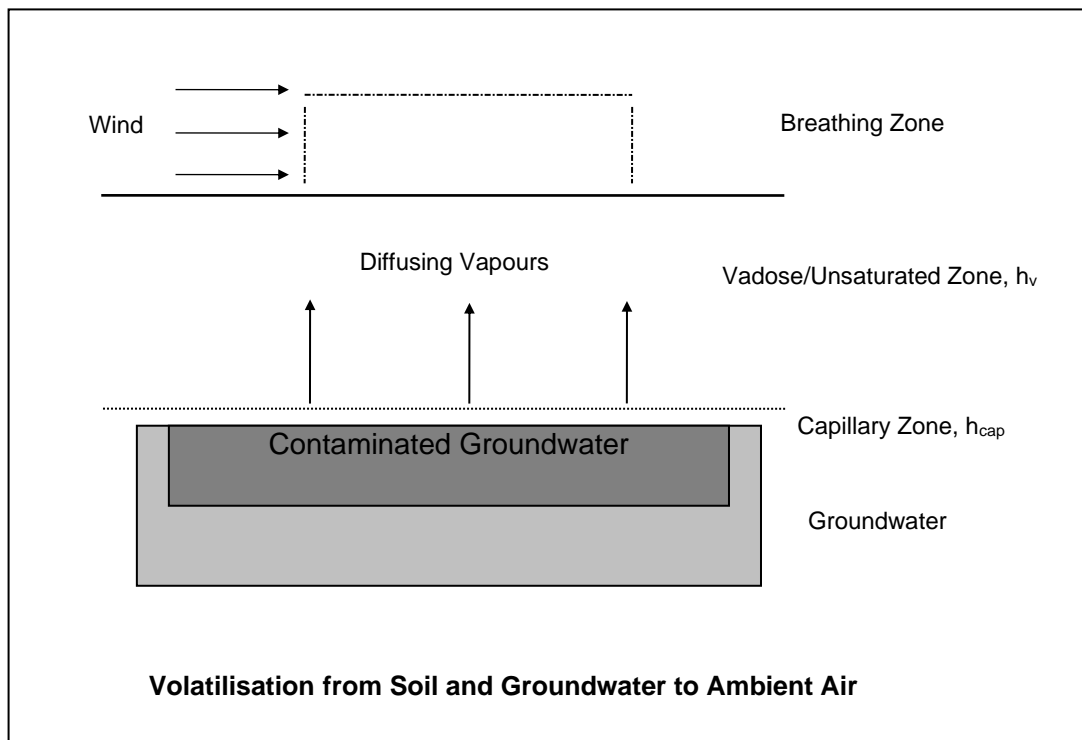 Wind
Breathing Zone
Diffusing Vapours
Vadose/Unsaturated Zone, hv
Contaminated Groundwater
Capillary Zone, hcap
Groundwater
Volatilisation from Soil and Groundwater to Ambient Air